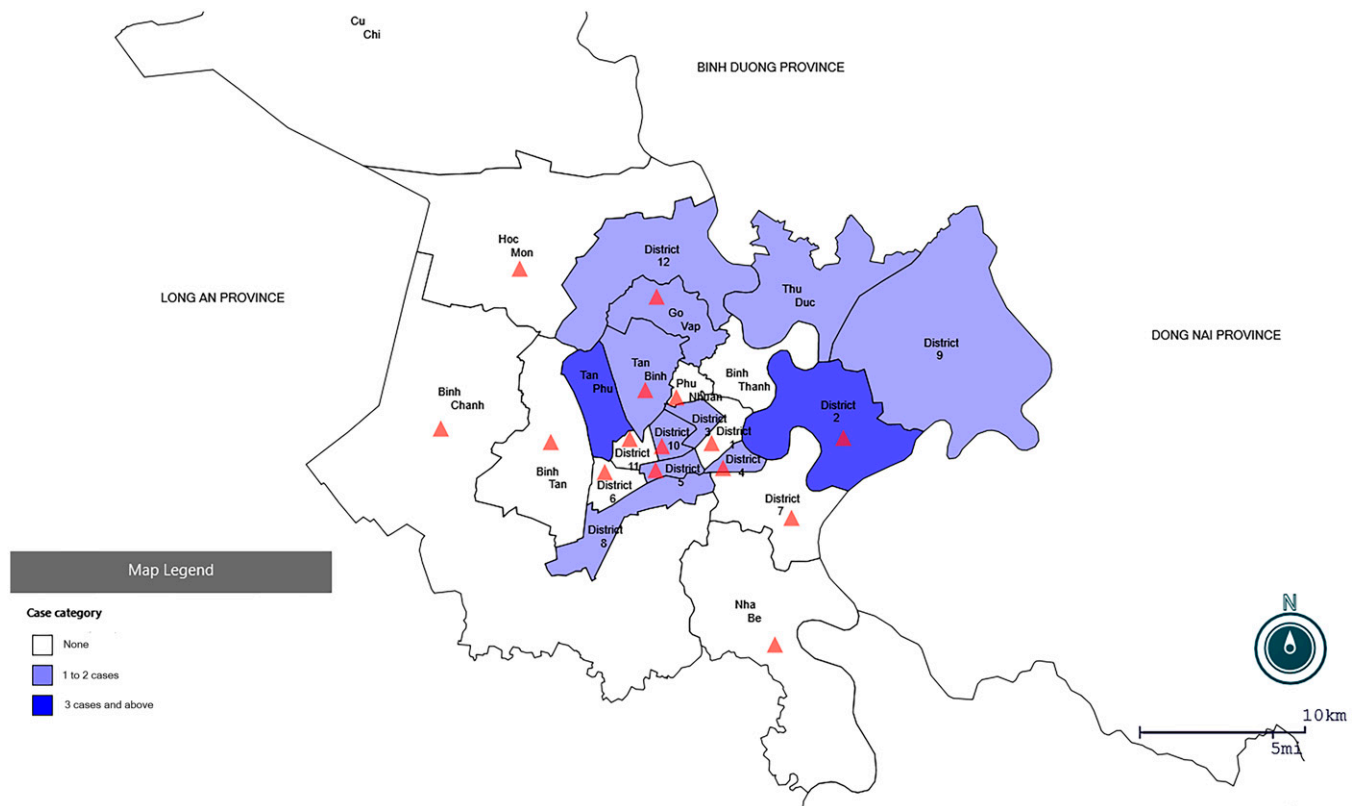 Cu
Chi
BINH DUONG PROVINCE
Hoc
Mon
District
12
LONG AN PROVINCE
Thu
Duc
Go
Vap
DONG NAI PROVINCE
District
9
Tan
Binh
Tan
Phu
Phu
Nhuan
Binh
Thanh
Binh
Chanh
District
2
District
3
District
1
District
10
District
11
District
4
District
5
Binh
Tan
District
6
District
7
District
8
Map Legend
Nha
Be
N
Case category
None
1 to 2 cases
3 cases and above
10km
5mi